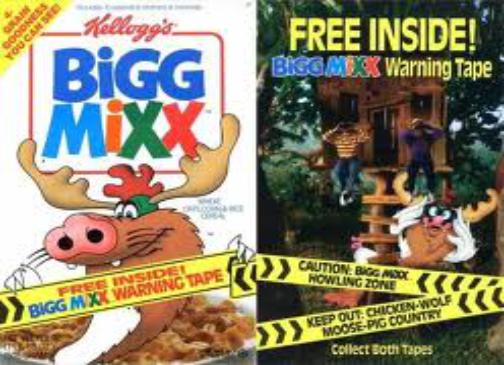 4
GRAIN
GOODNESS
YOU CAN SEE!
Kellogg's
BiGG
MiXX
WHOLE
OATS, CORN & RICE
CEREAL
FREE INSIDE!
BIGG MIXX WARNING TAPE
FREE INSIDE!
BIGG MIXX Warning Tape
CAUTION: BIGG MIXX
HOWLING ZONE
KEEP OUT: CHICKEN-WOLF
MOOSE-PIG COUNTRY
Collect Both Tapes